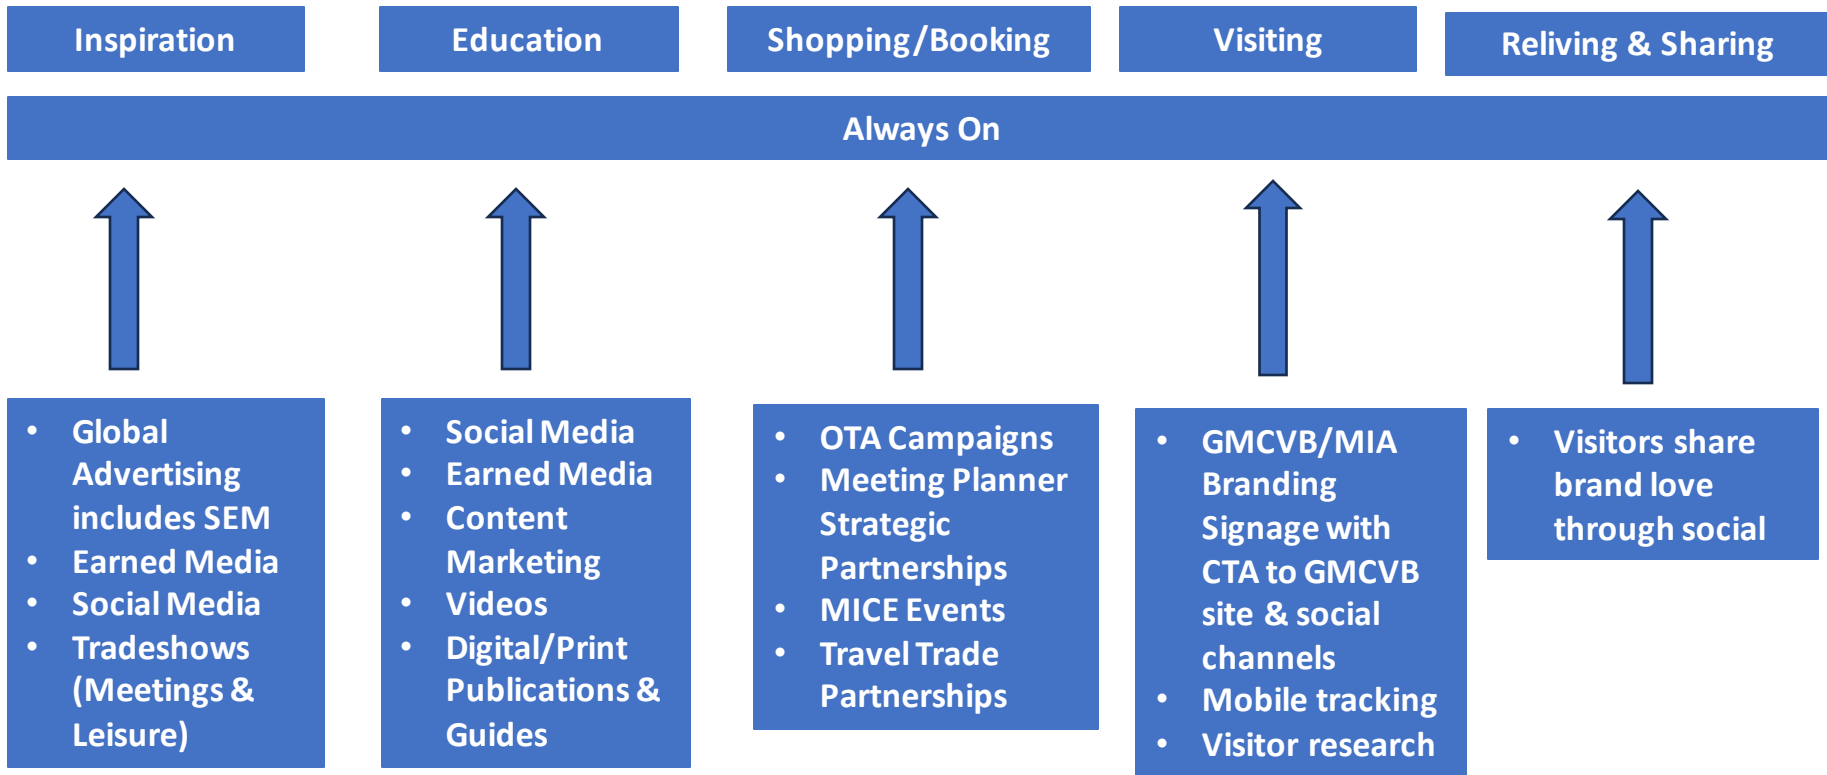 Inspiration
Education
Shopping/Booking
Visiting
Reliving & Sharing
Always On
• Global
Advertising
includes SEM
• Earned Media
• Social Media
• Tradeshows
(Meetings &
Leisure)
• Social Media
• Earned Media
• Content
Marketing
• Videos
• Digital/Print
Publications &
Guides
• OTA Campaigns
• Meeting Planner
Strategic
Partnerships
• MICE Events
• Travel Trade
Partnerships
• GMCVB/MIA
Branding
Signage with
CTA to GMCVB
site & social
channels
• Mobile tracking
• Visitor research
• Visitors share
brand love
through social